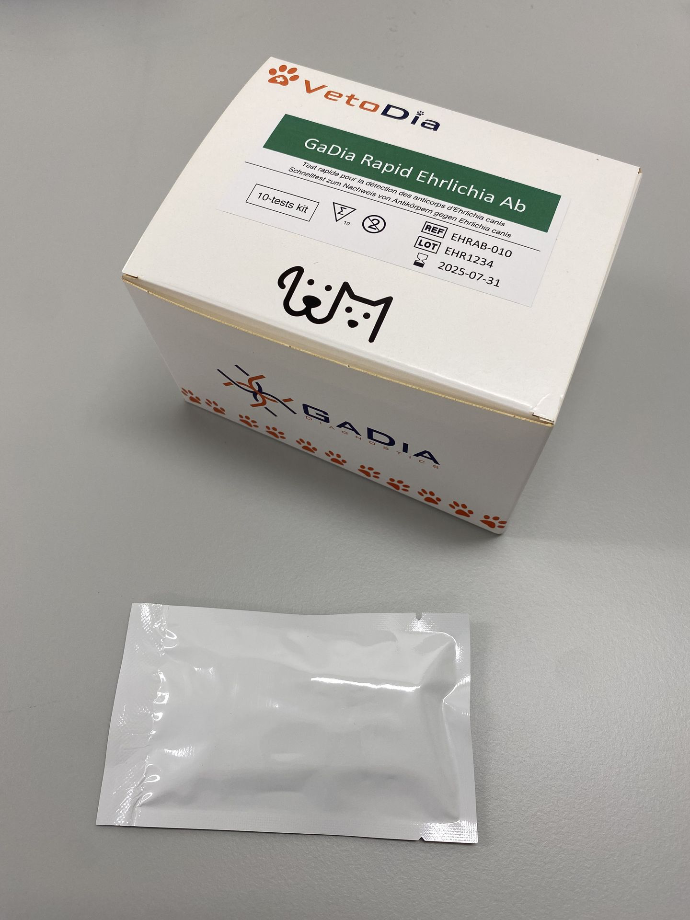 VetoDia
GaDia Rapid Ehrlichia Ab
Test rapide pour la détection des anticorps d'Ehrlichia canis
Schnelltest zum Nachweis von Antikörpern gegen Ehrlichia canis
10-tests kit
Σ
10
2
REF EHRAB-010
LOT EHR1234
2025-07-31
GADIA
DIAGNOSTICS